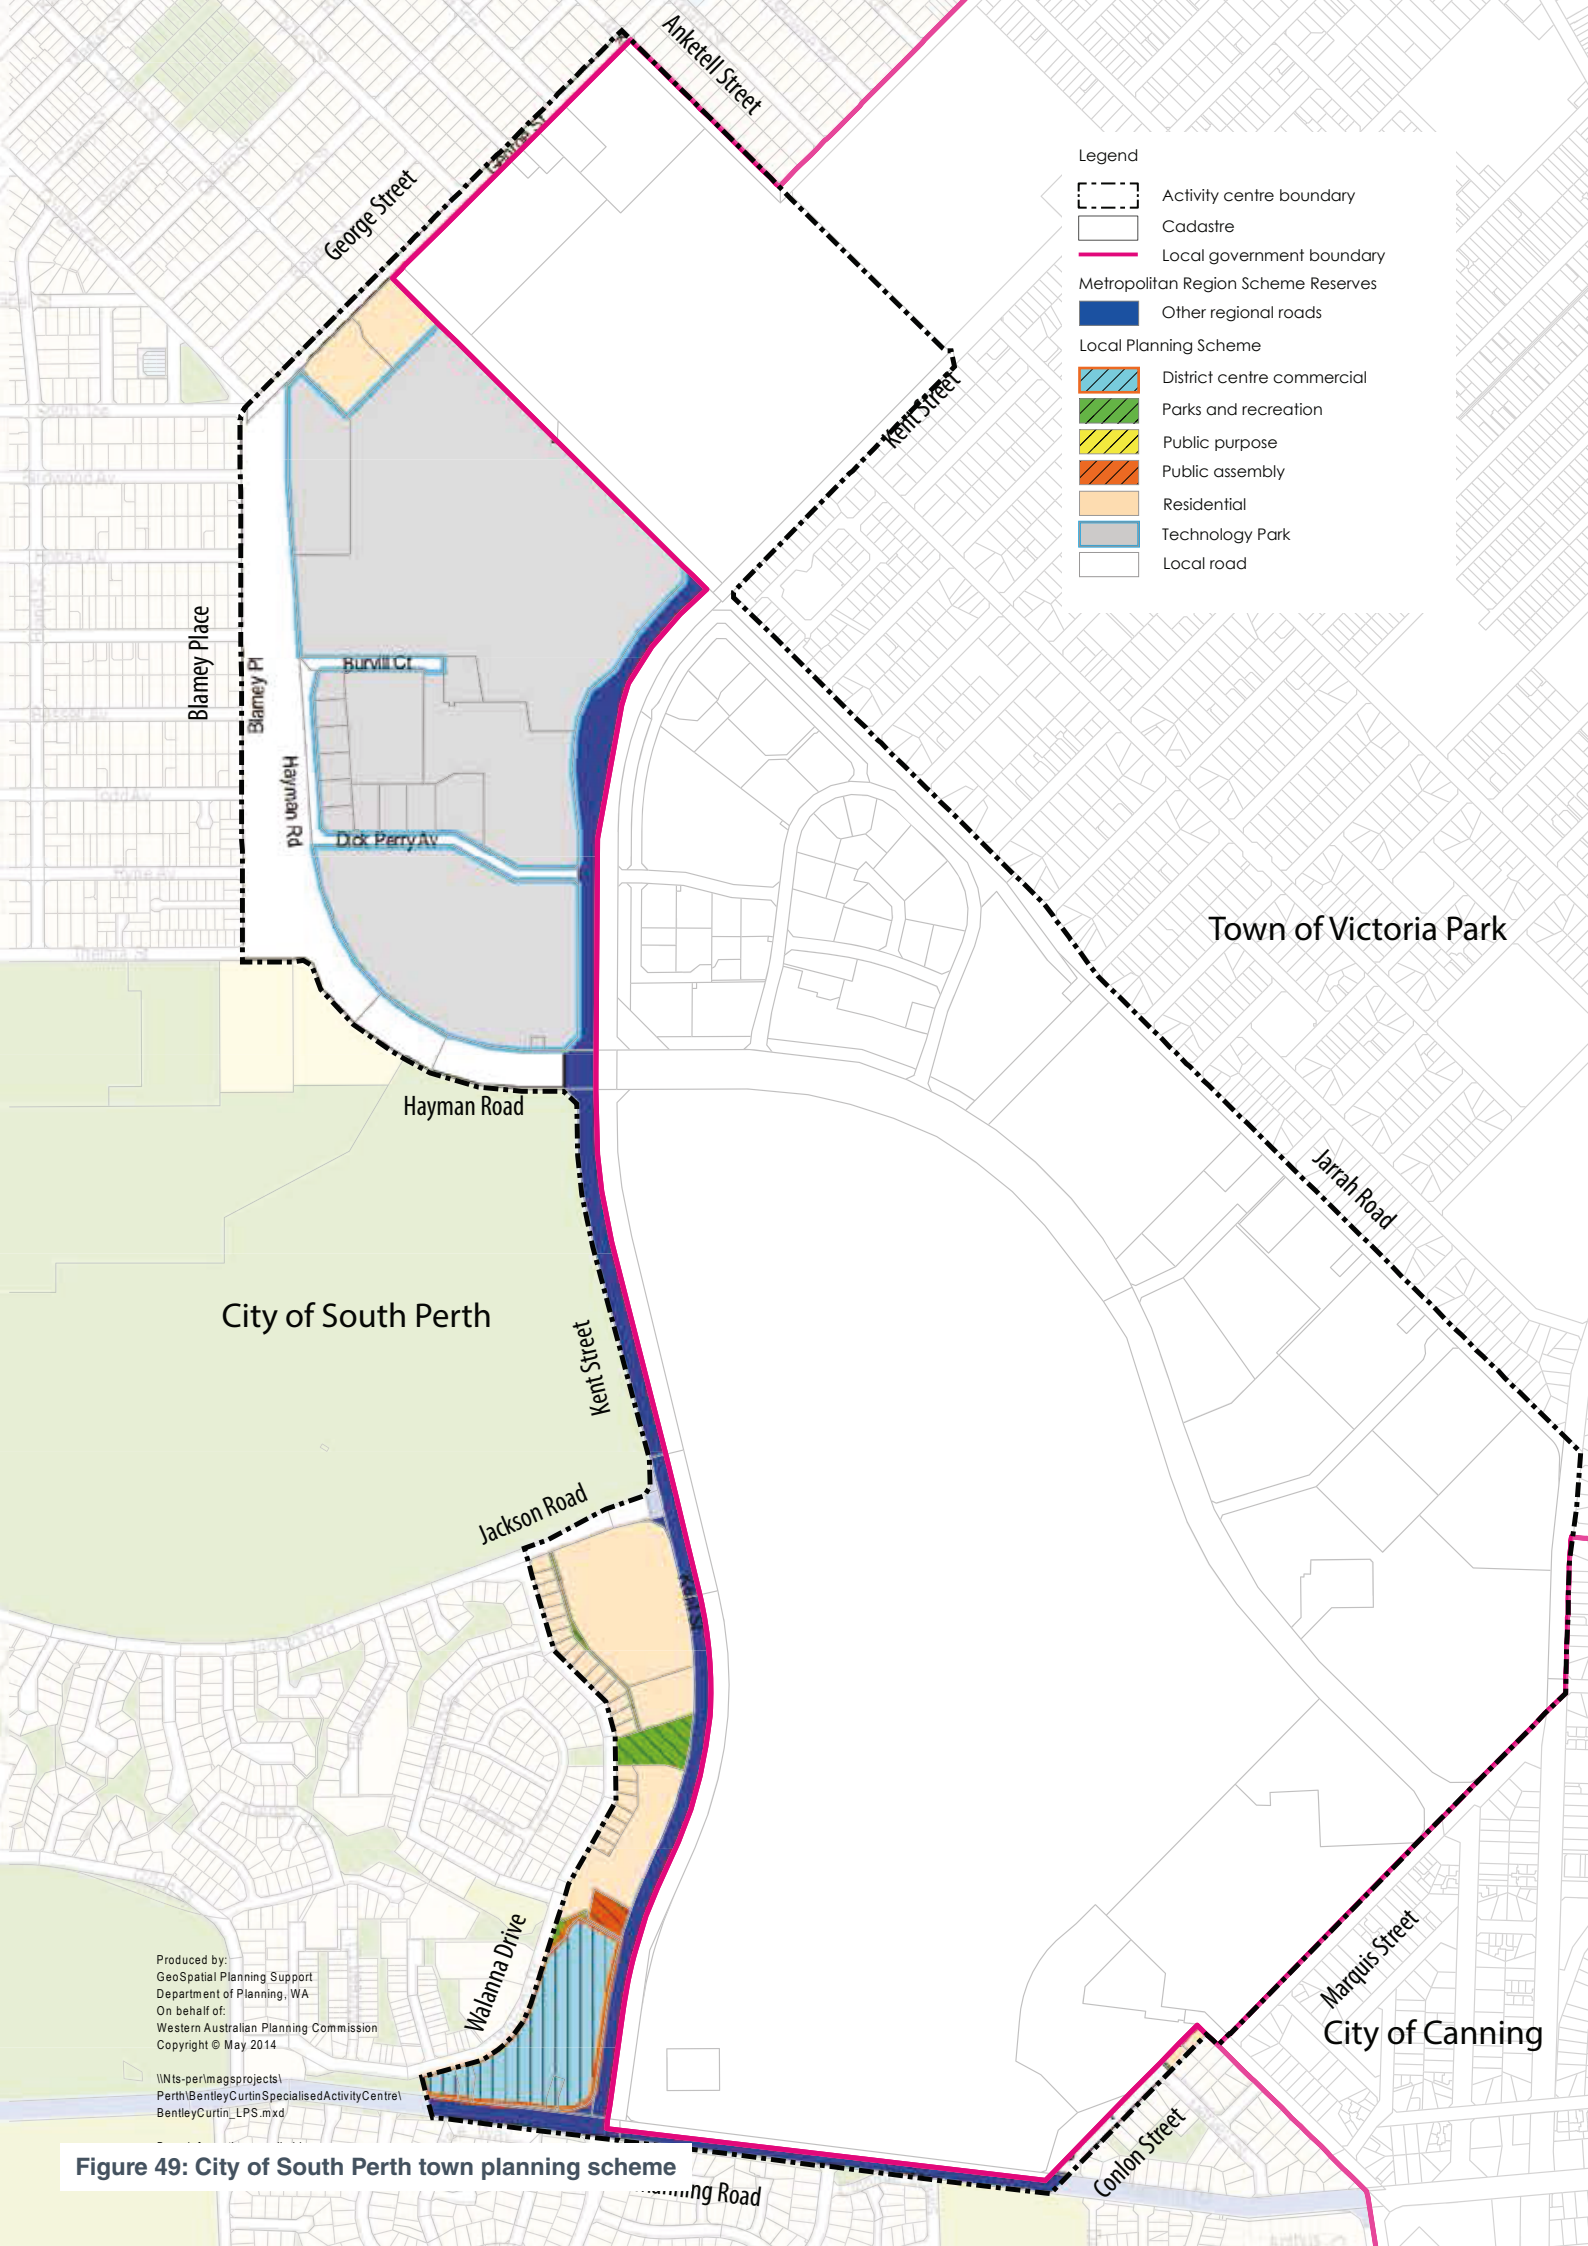 Anketell Street
George St
George Street
Legend
Activity centre boundary
Cadastre
Local government boundary
Metropolitan Region Scheme Reserves
Other regional roads
Local Planning Scheme
District centre commercial
Parks and recreation
Public purpose
Public assembly
Residential
Technology Park
Local road
Kent Street
Blamey Place
Blamey Pl
Burvill Ct
Hayman Rd
Dick Perry Av
Town of Victoria Park
Hayman Road
Jarrah Road
City of South Perth
Kent Street
Jackson Road
Kent St
Jackson Rd
Walanna Drive
Marquis Street
City of Canning
Conlon Street
Produced by:
GeoSpatial Planning Support
Department of Planning, WA
On behalf of:
Western Australian Planning Commission
Copyright © May 2014
\\Nts-per\magsprojects\
Perth\BentleyCurtinSpecialisedActivityCentre\
BentleyCurtin_LPS.mxd
Figure 49: City of South Perth town planning scheme
Road